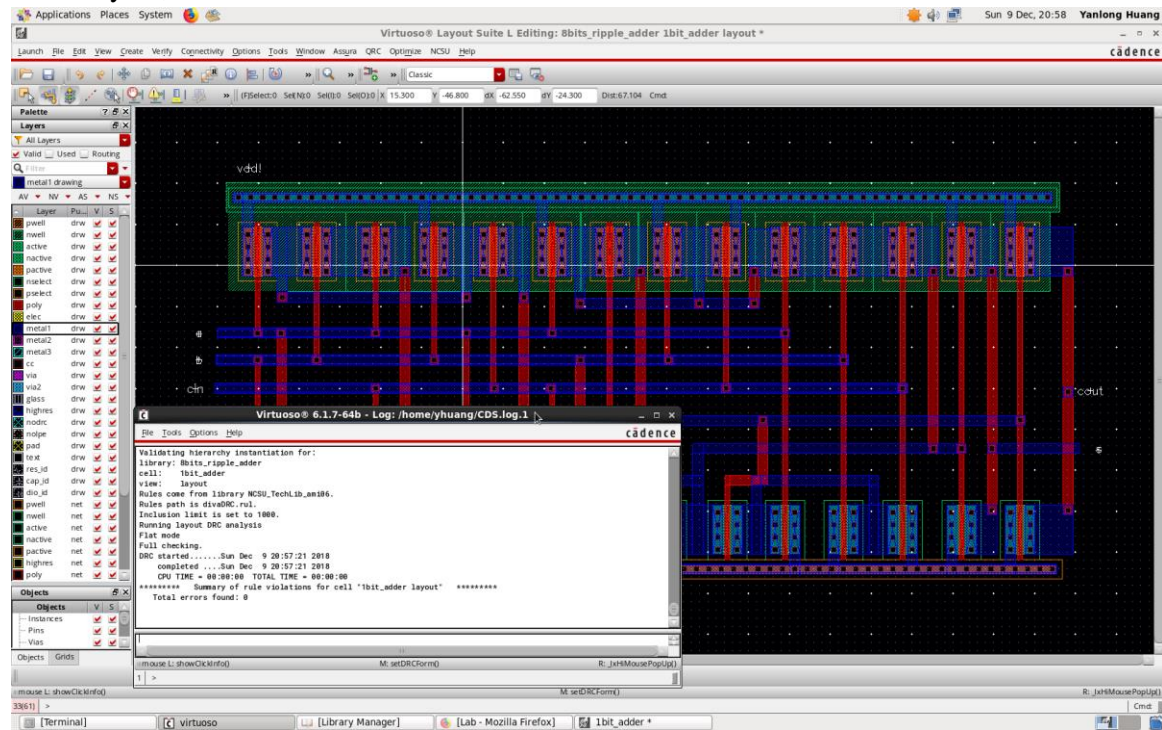 Applications Places System Sun 9 Dec, 20:58 Yanlong Huang
Virtuoso® Layout Suite L Editing: 8bits_ripple_adder 1bit_adder layout *
Launch File Edit View Create Verify Connectivity Options Tools Window Assura QRC Optimize NCSU Help cādence
» » Classic
» (F)Select:0 Sel(N):0 Sel(I):0 Sel(O):0 X 15.300 Y -46.800 dX -62.550 dY -24.300 Dist:67.104 Cmd:
Palette
Layers
All Layers
Valid Used Routing
Filter
metal1 drawing
AV NV AS NS
Layer Pu... V S
pwell drw
nwell drw
active drw
nactive drw
pactive drw
nselect drw
pselect drw
poly drw
elec drw
metal1 drw
metal2 drw
metal3 drw
cc drw
via drw
via2 drw
glass drw
highres drw
nodrc drw
nolpe drw
pad drw
text drw
res_id drw
cap_id drw
dio_id drw
pwell net
nwell net
active net
nactive net
pactive net
highres net
poly net
Objects
Objects V S
Instances
Pins
Vias
Objects Grids
vdd!
a
b
cin
cout
s
Virtuoso® 6.1.7-64b - Log: /home/yhuang/CDS.log.1
File Tools Options Help cādence
Validating hierarchy instantiation for:
library: 8bits_ripple_adder
cell: 1bit_adder
view: layout
Rules come from library NCSU_TechLib_ami06.
Rules path is divaDRC.rul.
Inclusion limit is set to 1000.
Running layout DRC analysis
Flat mode
Full checking.
DRC started.......Sun Dec 9 20:57:21 2018
completed ....Sun Dec 9 20:57:21 2018
CPU TIME = 00:00:00 TOTAL TIME = 00:00:00
********* Summary of rule violations for cell "1bit_adder layout" *********
Total errors found: 0
mouse L: showClickInfo() M: setDRCForm() R: _lxHiMousePopUp()
1 >
mouse L: showClickInfo() M: setDRCForm() R: _lxHiMousePopUp()
33(61) > Cmd:
[Terminal] virtuoso [Library Manager] [Lab - Mozilla Firefox] 1bit_adder *